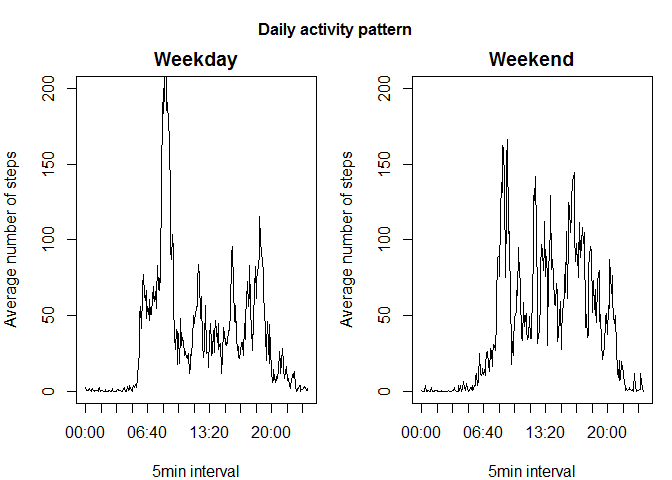 Daily activity pattern
Weekday
Average number of steps
0
50
100
150
200
00:00 06:40 13:20 20:00
5min interval
Weekend
Average number of steps
0
50
100
150
200
00:00 06:40 13:20 20:00
5min interval